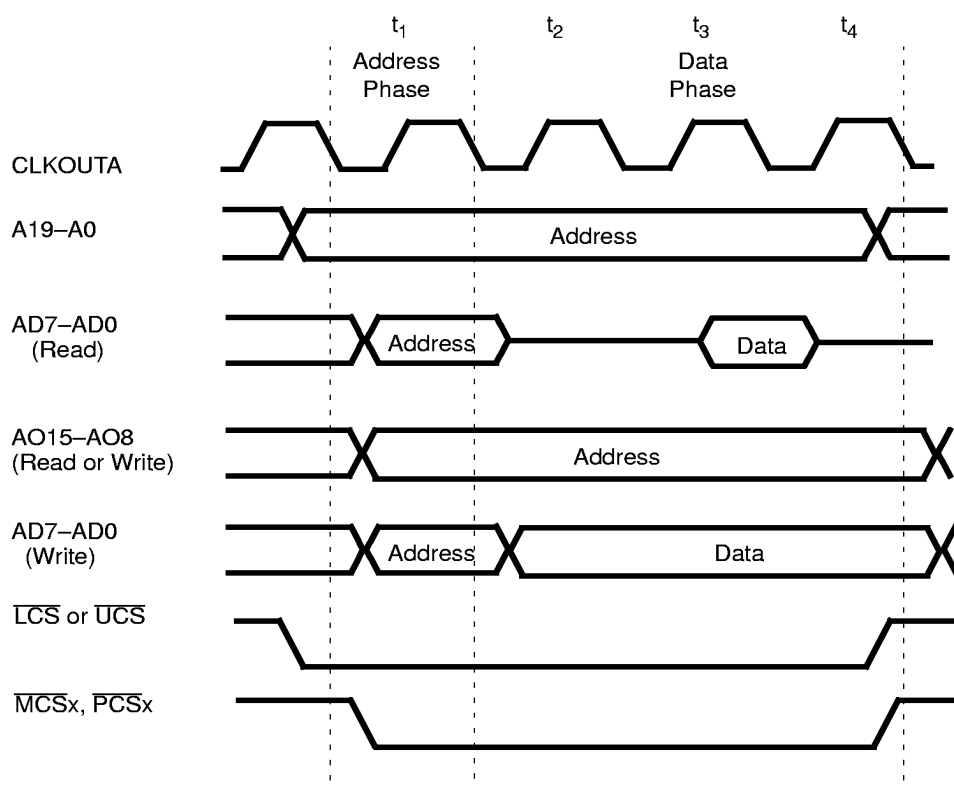 t1 t2 t3 t4
Address Data
Phase Phase
CLKOUTA
A19–A0
Address
AD7–AD0
(Read)
Address Data
AO15–AO8
(Read or Write)
Address
AD7–AD0
(Write)
Address Data
LCS or UCS
MCSx, PCSx